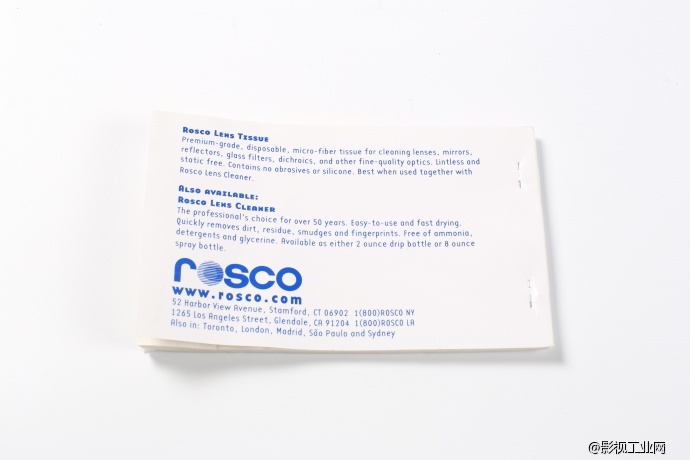 Rosco Lens Tissue
Premium-grade, disposable, micro-fiber tissue for cleaning lenses, mirrors,
reflectors, glass filters, dichroics, and other fine-quality optics. Lintless and
static free. Contains no abrasives or silicone. Best when used together with
Rosco Lens Cleaner.
Also available:
Rosco Lens Cleaner
The professional's choice for over 50 years. Easy-to-use and fast drying.
Quickly removes dirt, residue, smudges and fingerprints. Free of ammonia,
detergents and glycerine. Available as either 2 ounce drip bottle or 8 ounce
spray bottle.
rosco
www.rosco.com
52 Harbor View Avenue, Stamford, CT 06902 1(800)ROSCO NY
1265 Los Angeles Street, Glendale, CA 91204 1(800)ROSCO LA
Also in: Toronto, London, Madrid, São Paulo and Sydney
@影视工业网